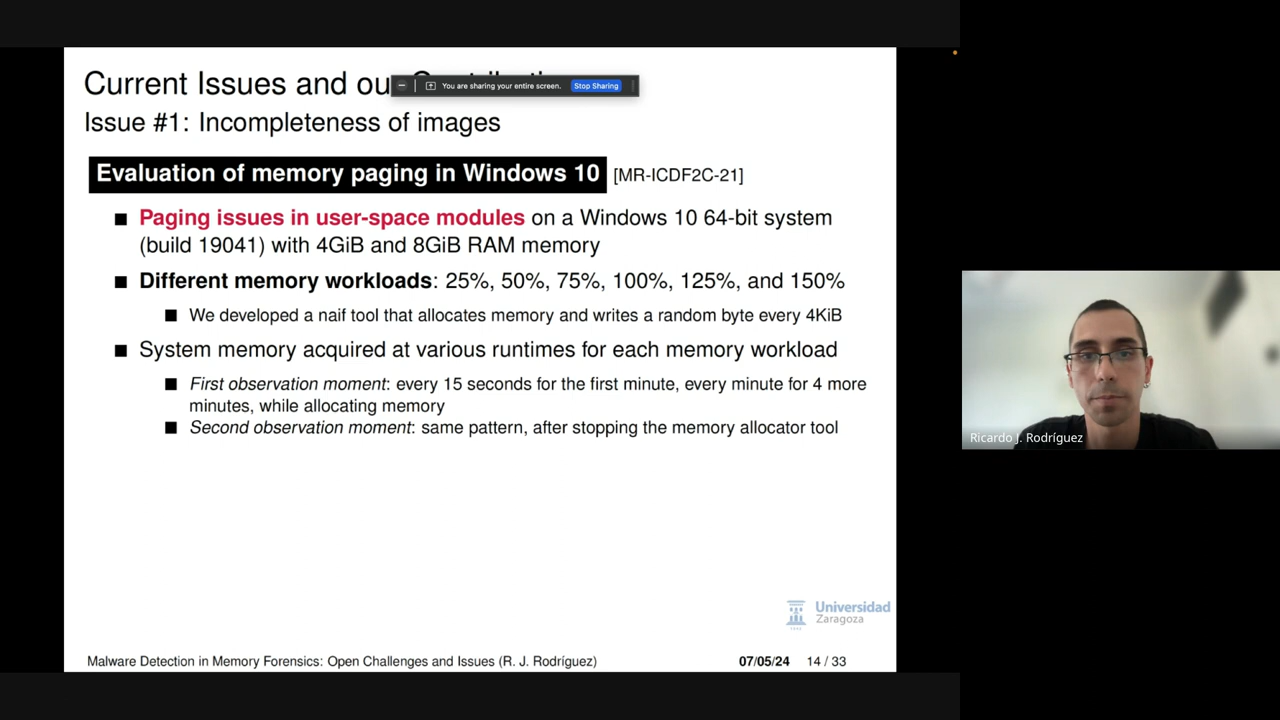 Current Issues and ou
You are sharing your entire screen. Stop Sharing
Issue #1: Incompleteness of images
Evaluation of memory paging in Windows 10 [MR-ICDF2C-21]
Paging issues in user-space modules on a Windows 10 64-bit system
(build 19041) with 4GiB and 8GiB RAM memory
Different memory workloads: 25%, 50%, 75%, 100%, 125%, and 150%
We developed a naif tool that allocates memory and writes a random byte every 4KiB
System memory acquired at various runtimes for each memory workload
First observation moment: every 15 seconds for the first minute, every minute for 4 more
minutes, while allocating memory
Second observation moment: same pattern, after stopping the memory allocator tool
Ricardo J. Rodríguez
Universidad
Zaragoza
Malware Detection in Memory Forensics: Open Challenges and Issues (R. J. Rodríguez) 07/05/24 14 / 33